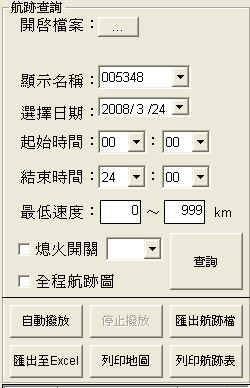 航跡查詢
開啓檔案： ...
顯示名稱： 005348
選擇日期： 2008/ 3 /24
起始時間： 00 ： 00
結束時間： 24 ： 00
最低速度： 0 ～ 999 km
熄火開關
查詢
全程航跡圖
自動撥放 停止撥放 匯出航跡檔
匯出至Excel 列印地圖 列印航跡表